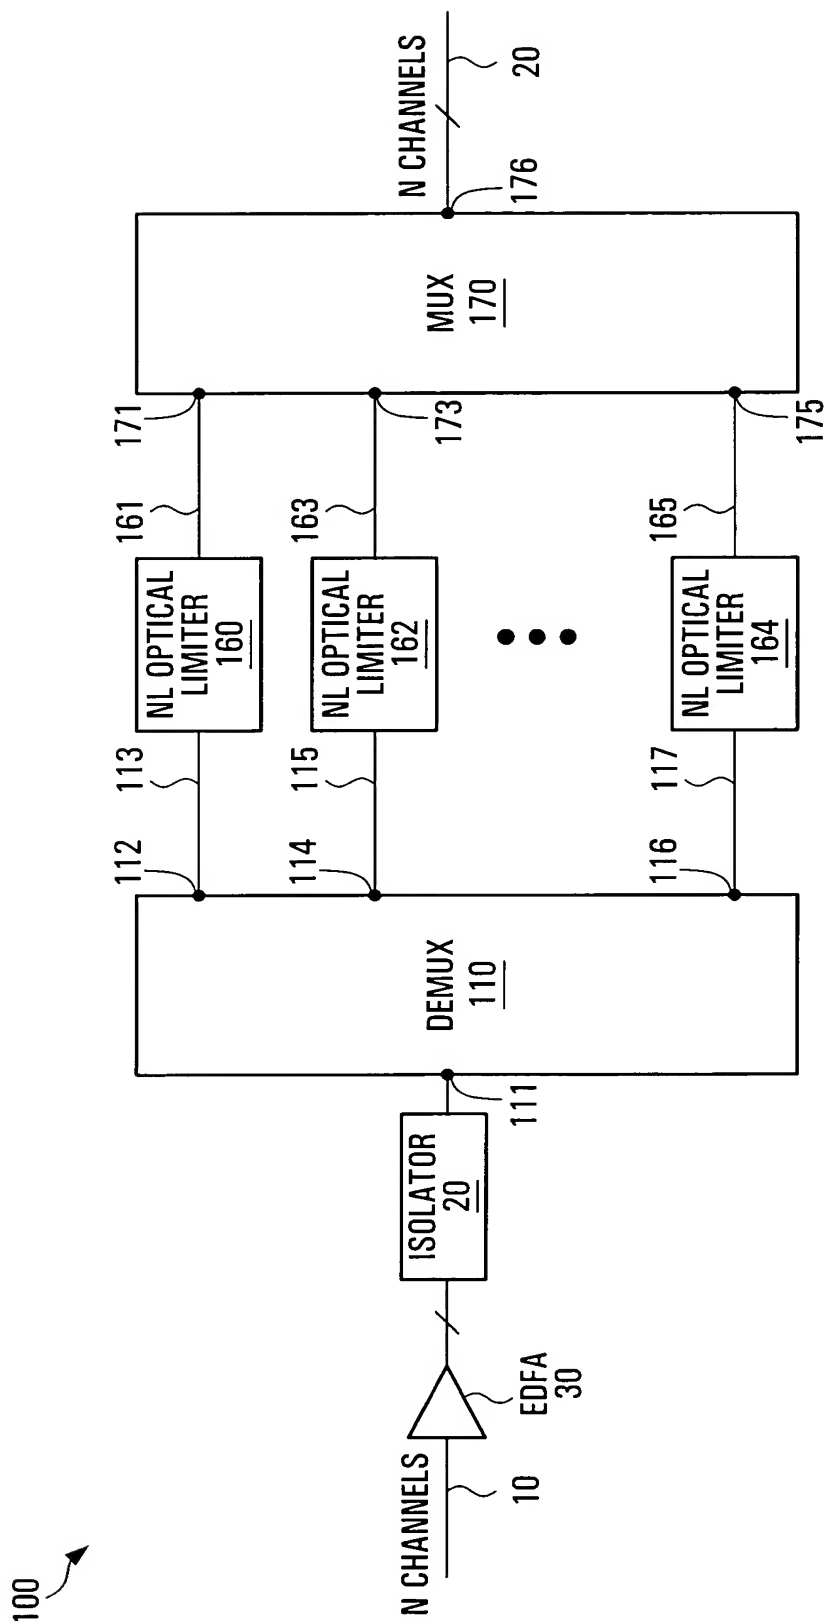 100
N CHANNELS
10
EDFA
30
ISOLATOR
20
111
DEMUX
110
112
114
116
113
115
117
NL OPTICAL
LIMITER
160
NL OPTICAL
LIMITER
162
NL OPTICAL
LIMITER
164
161
163
165
171
173
175
MUX
170
176
N CHANNELS
20